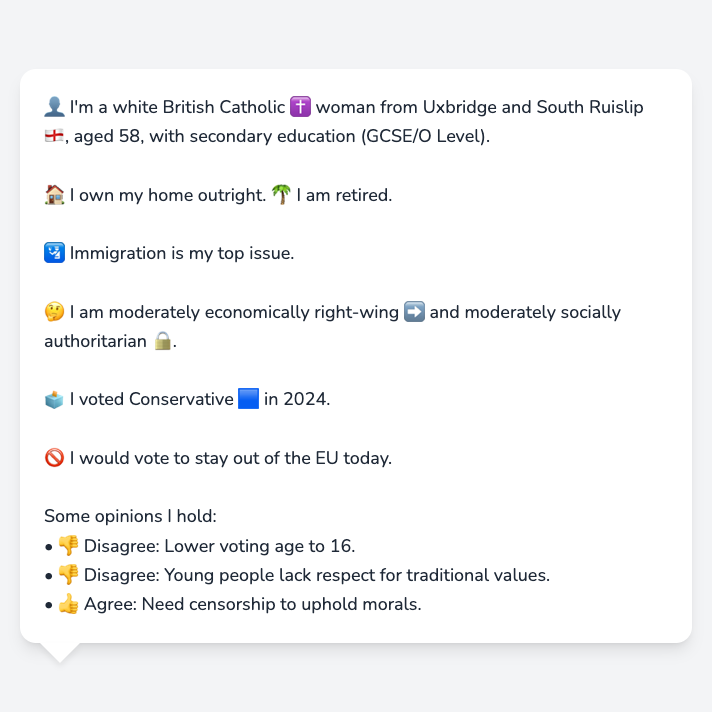 👤 I'm a white British Catholic ✝️ woman from Uxbridge and South Ruislip
🏴󠁧󠁢󠁥󠁮󠁧󠁿, aged 58, with secondary education (GCSE/O Level).
🏠 I own my home outright. 🌴 I am retired.
🛂 Immigration is my top issue.
🤔 I am moderately economically right-wing ➡️ and moderately socially
authoritarian 🔒.
🗳️ I voted Conservative 🟦 in 2024.
🚫 I would vote to stay out of the EU today.
Some opinions I hold:
• 👎 Disagree: Lower voting age to 16.
• 👎 Disagree: Young people lack respect for traditional values.
• 👍 Agree: Need censorship to uphold morals.